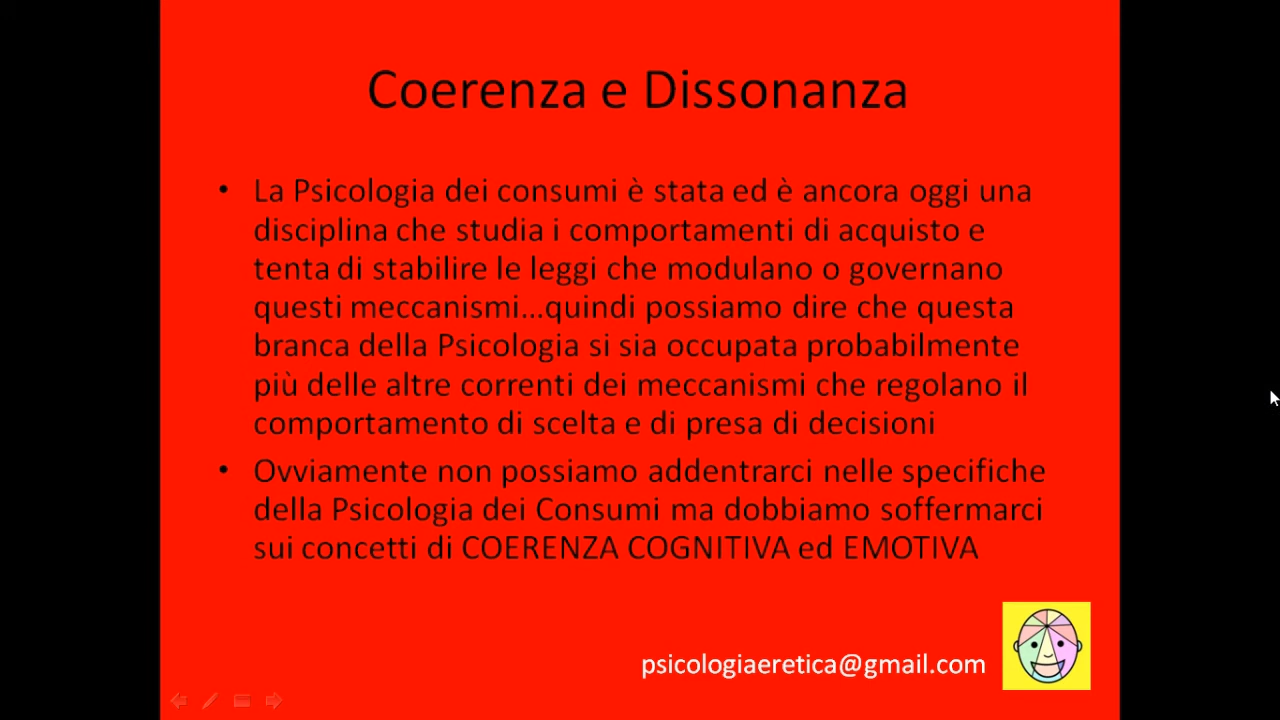 Coerenza e Dissonanza
• La Psicologia dei consumi è stata ed è ancora oggi una
disciplina che studia i comportamenti di acquisto e
tenta di stabilire le leggi che modulano o governano
questi meccanismi...quindi possiamo dire che questa
branca della Psicologia si sia occupata probabilmente
più delle altre correnti dei meccanismi che regolano il
comportamento di scelta e di presa di decisioni
• Ovviamente non possiamo addentrarci nelle specifiche
della Psicologia dei Consumi ma dobbiamo soffermarci
sui concetti di COERENZA COGNITIVA ed EMOTIVA
psicologiaeretica@gmail.com